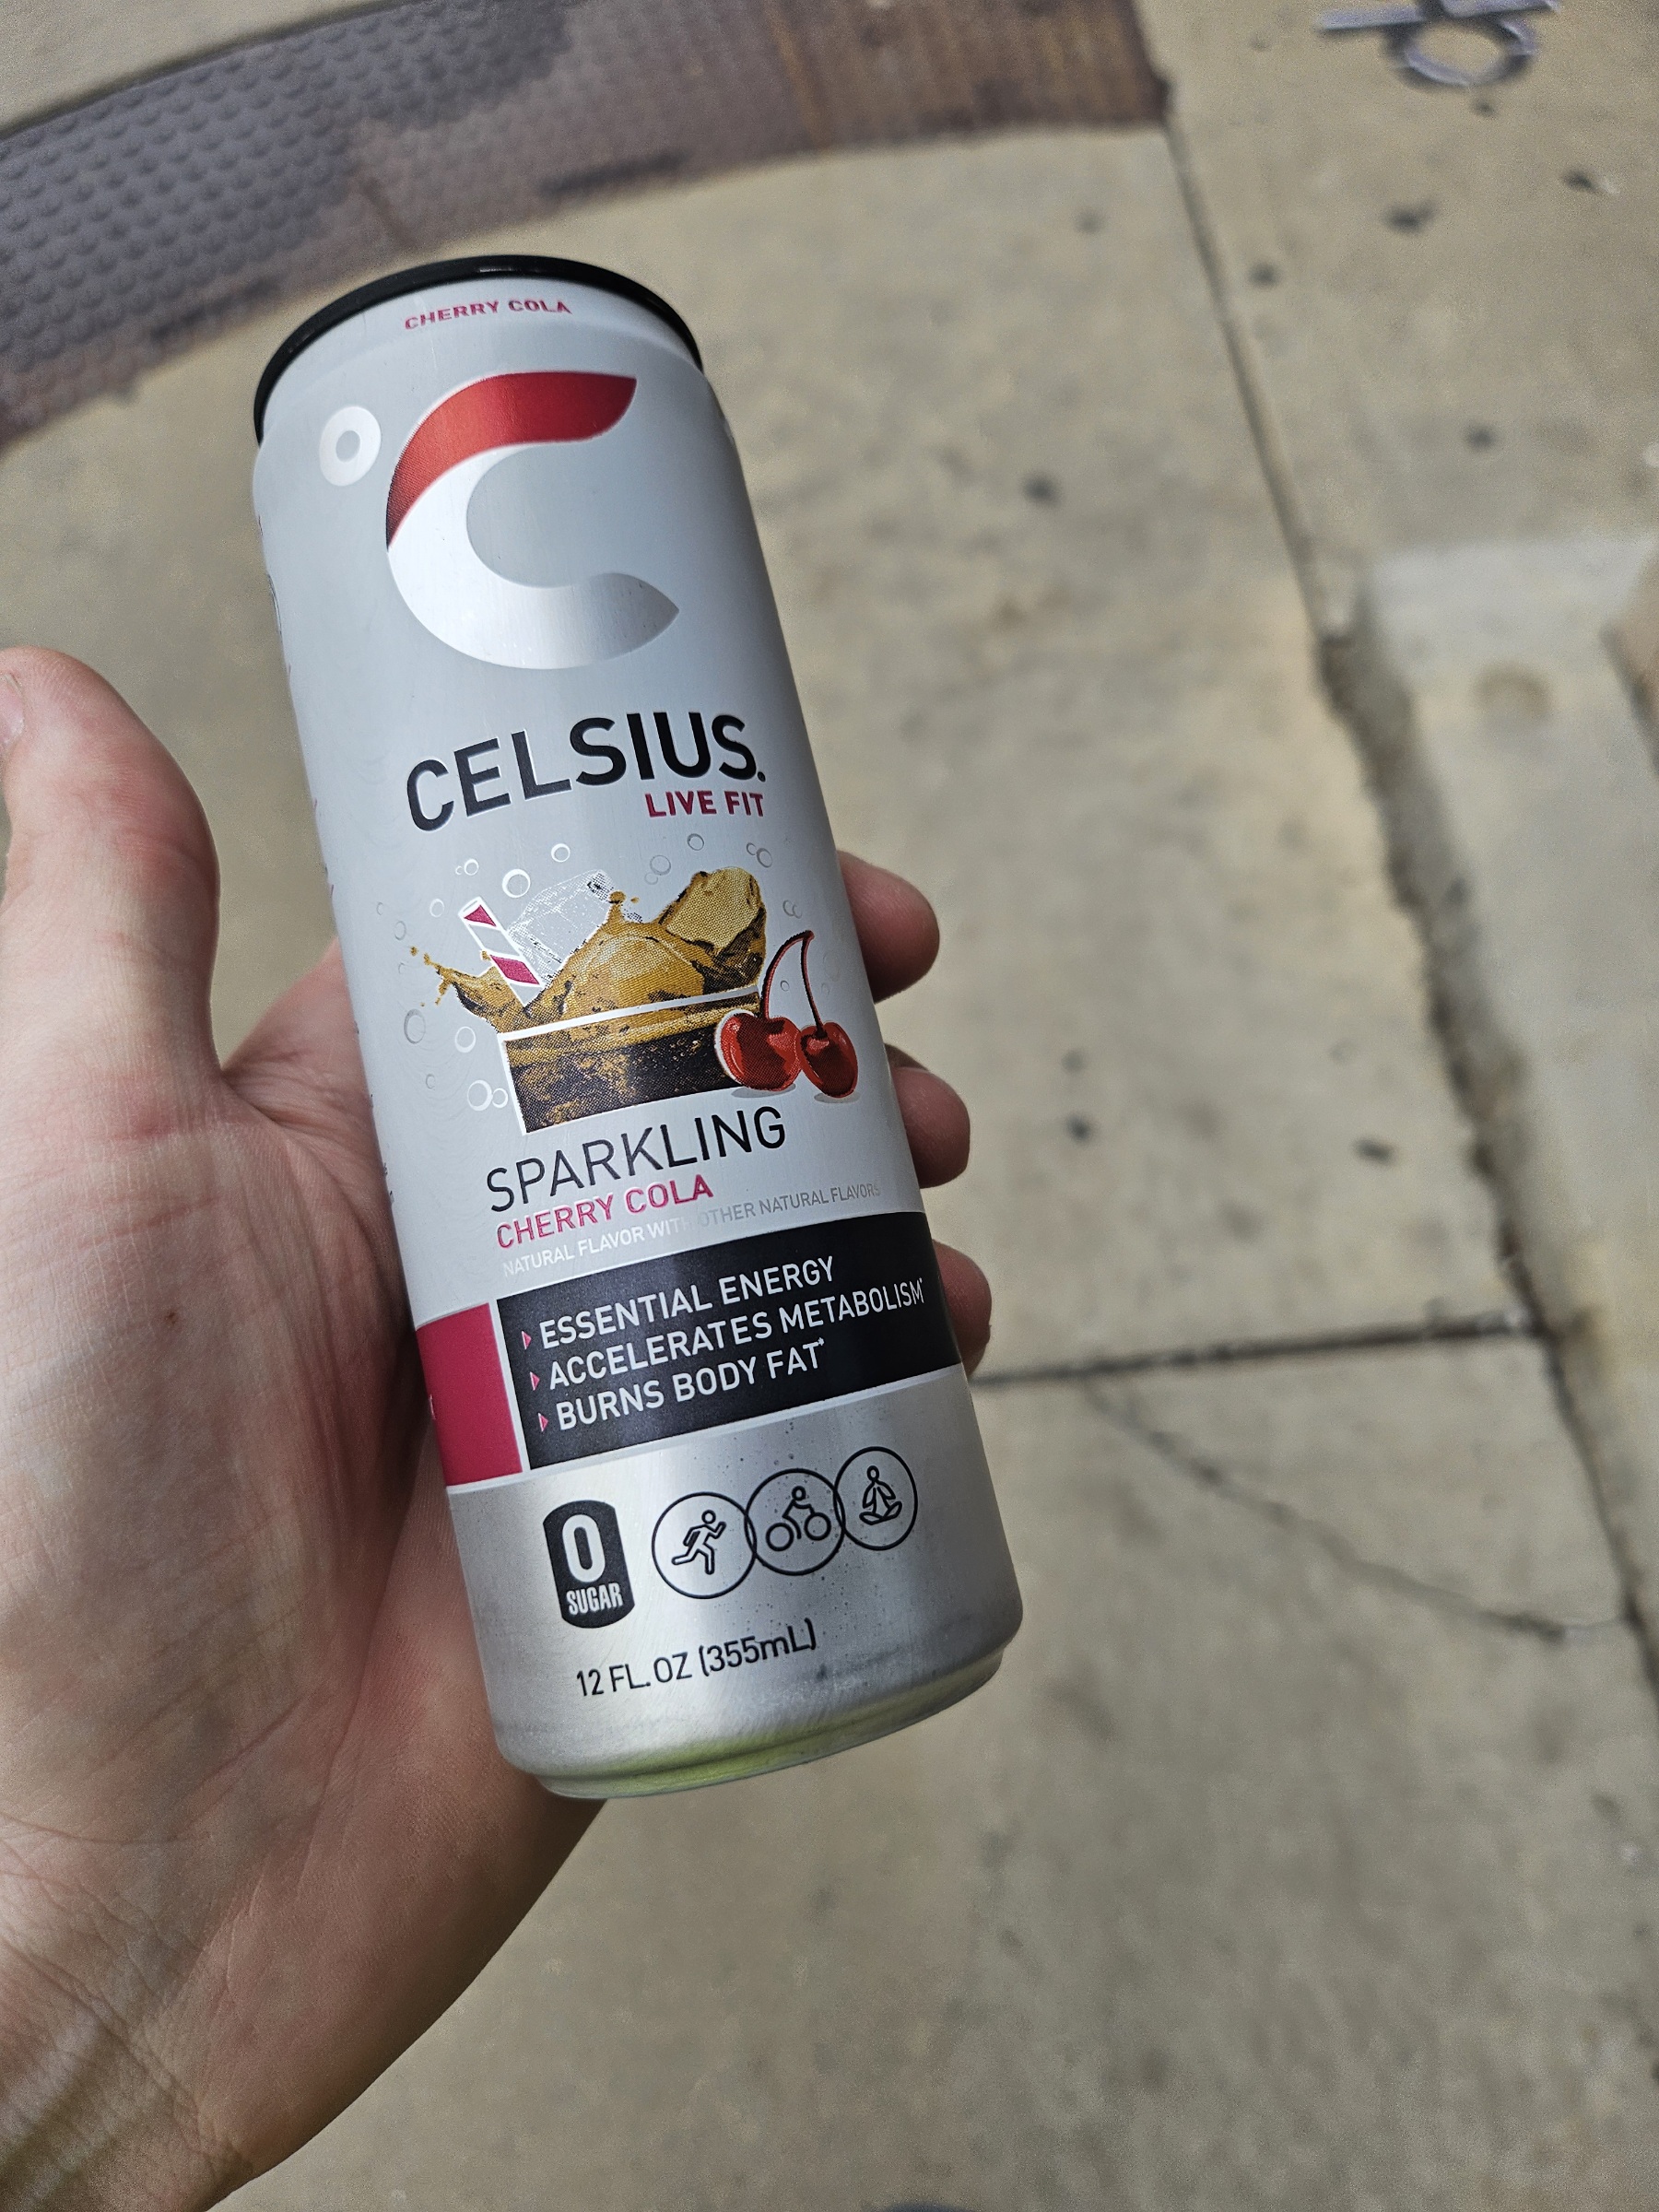 CHERRY COLA
CELSIUS.
LIVE FIT
SPARKLING
CHERRY COLA
NATURAL FLAVOR WITH OTHER NATURAL FLAVORS
ESSENTIAL ENERGY
ACCELERATES METABOLISM*
BURNS BODY FAT*
0
SUGAR
12 FL.OZ (355mL)